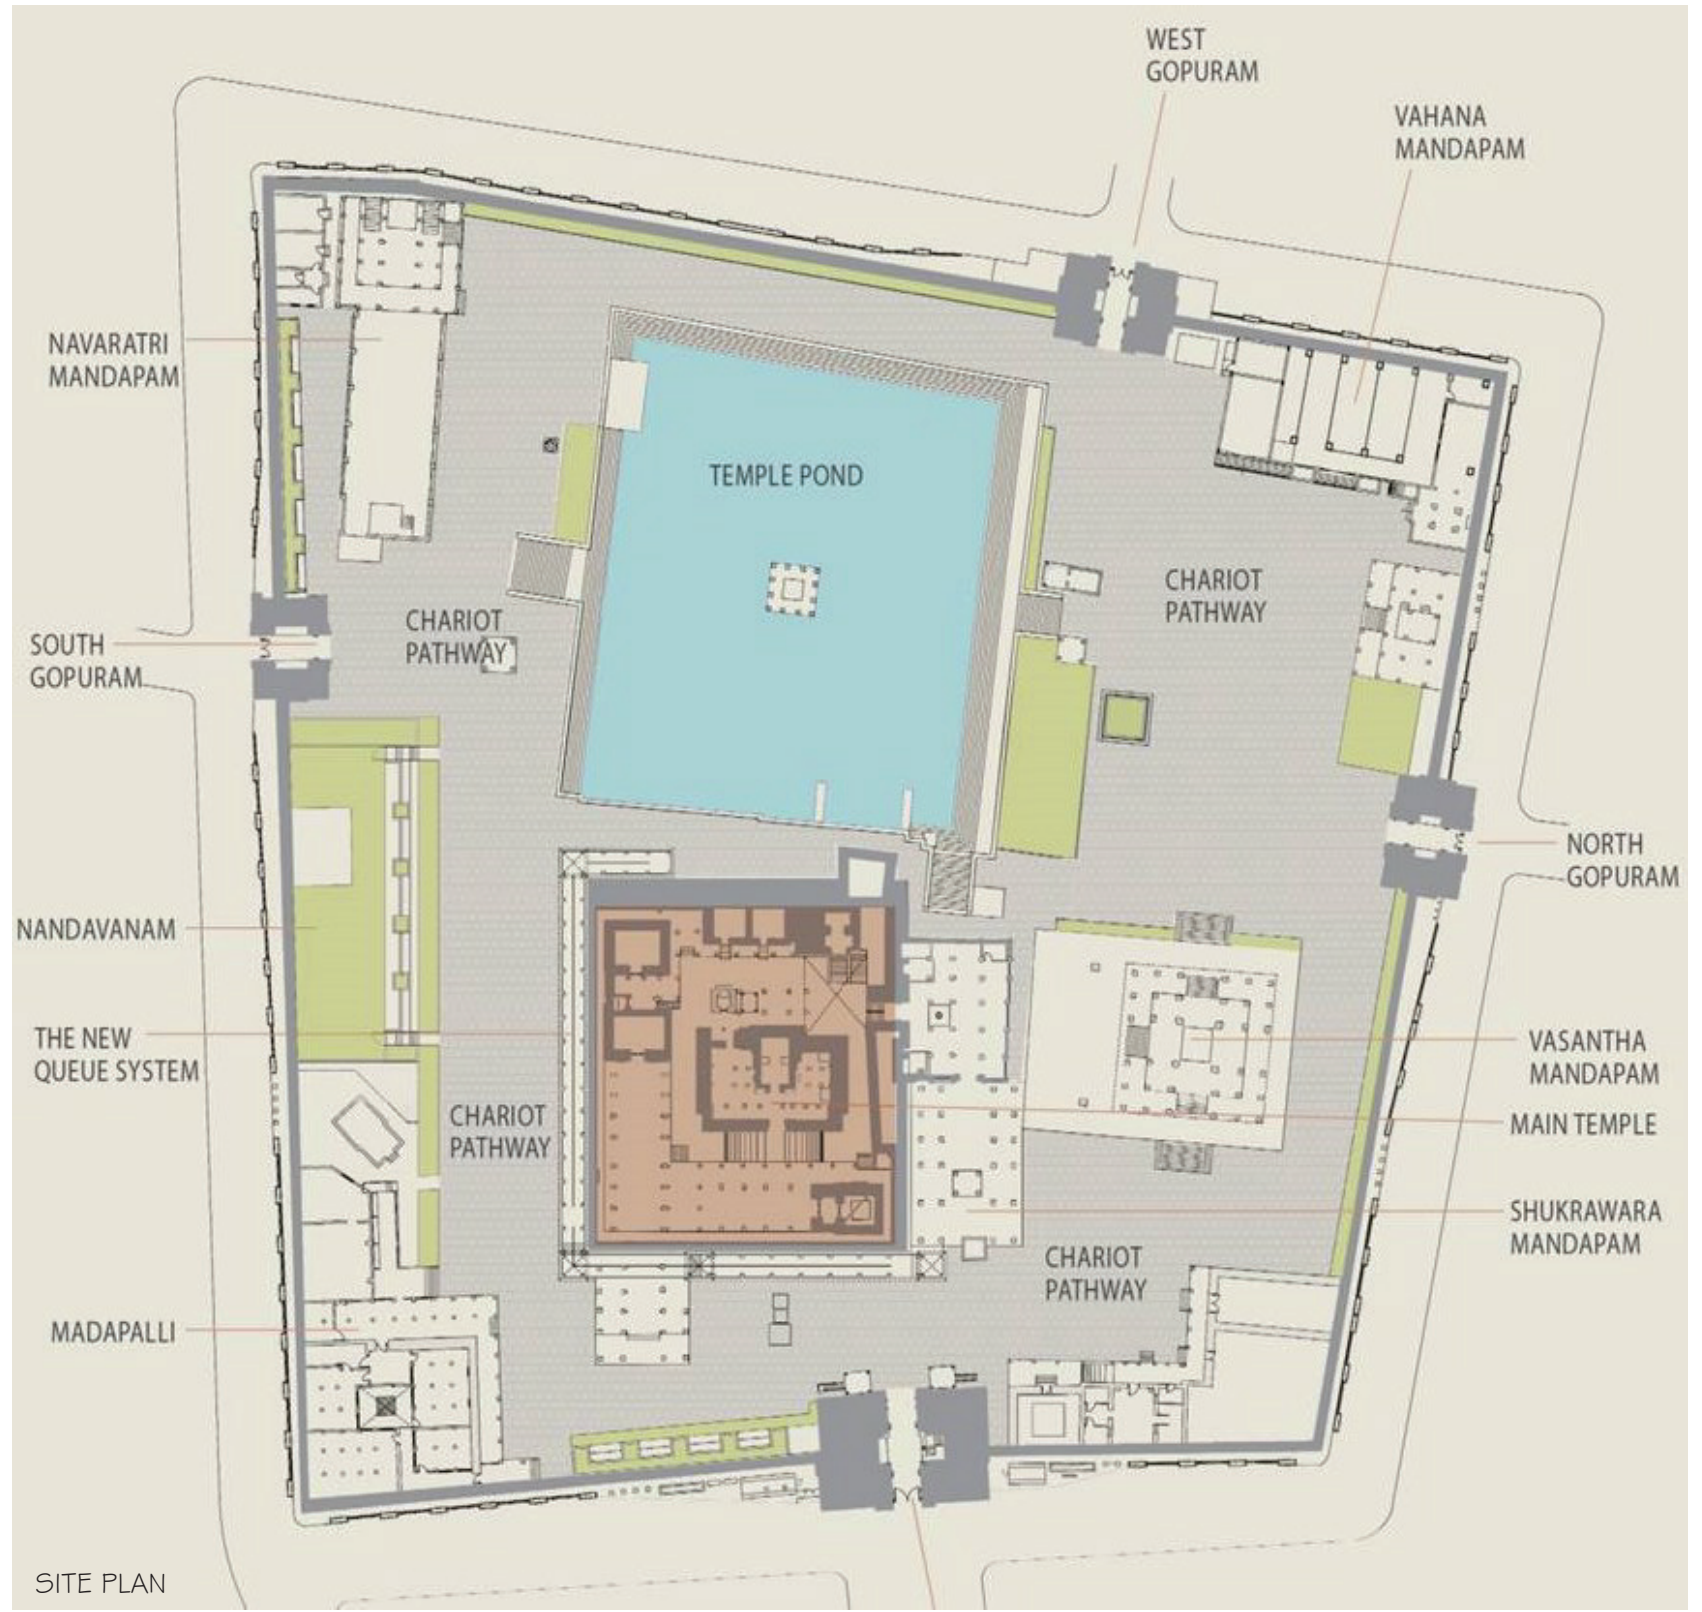 WEST
GOPURAM
VAHANA
MANDAPAM
NAVARATRI
MANDAPAM
TEMPLE POND
CHARIOT
PATHWAY
CHARIOT
PATHWAY
SOUTH
GOPURAM
NORTH
GOPURAM
NANDAVANAM
THE NEW
QUEUE SYSTEM
VASANTHA
MANDAPAM
CHARIOT
PATHWAY
MAIN TEMPLE
SHUKRAWARA
MANDAPAM
CHARIOT
PATHWAY
MADAPALLI
SITE PLAN